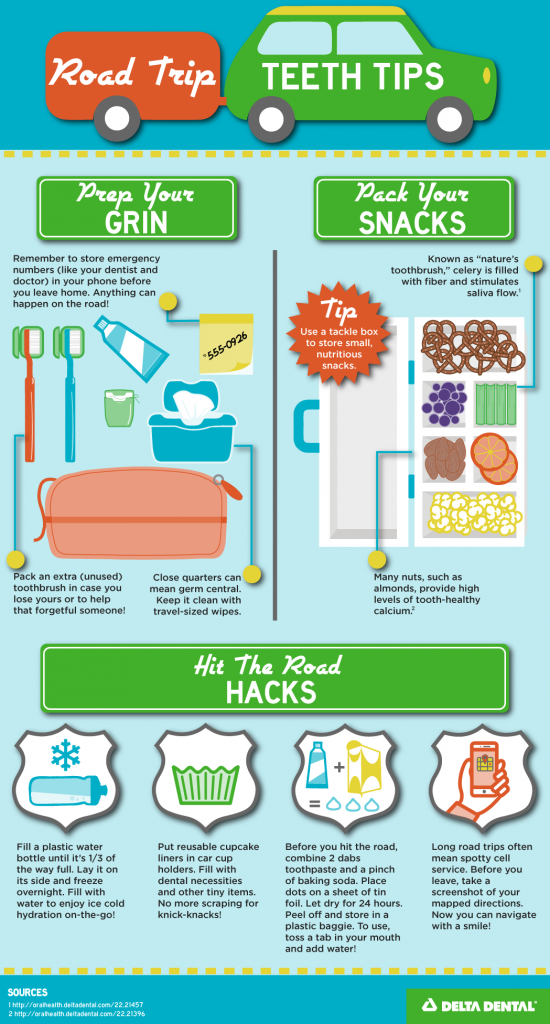 Road Trip TEETH TIPS
Prep Your
GRIN
Remember to store emergency
numbers (like your dentist and
doctor) in your phone before
you leave home. Anything can
happen on the road!
555-0926
Pack an extra (unused)
toothbrush in case you
lose yours or to help
that forgetful someone!
Close quarters can
mean germ central.
Keep it clean with
travel-sized wipes.
Pack Your
SNACKS
Known as “nature’s
toothbrush,” celery is filled
with fiber and stimulates
saliva flow.¹
Tip
Use a tackle box
to store small,
nutritious
snacks.
Many nuts, such as
almonds, provide high
levels of tooth-healthy
calcium.²
Hit The Road
HACKS
Fill a plastic water
bottle until it’s 1/3 of
the way full. Lay it on
its side and freeze
overnight. Fill with
water to enjoy ice cold
hydration on-the-go!
Put reusable cupcake
liners in car cup
holders. Fill with
dental necessities
and other tiny items.
No more scraping for
knick-knacks!
+
=
Before you hit the road,
combine 2 dabs
toothpaste and a pinch
of baking soda. Place
dots on a sheet of tin
foil. Let dry for 24 hours.
Peel off and store in a
plastic baggie. To use,
toss a tab in your mouth
and add water!
Long road trips often
mean spotty cell
service. Before you
leave, take a
screenshot of your
mapped directions.
Now you can navigate
with a smile!
SOURCES
1 http://oralhealth.deltadental.com/22,21457
2 http://oralhealth.deltadental.com/22,21396
DELTA DENTAL